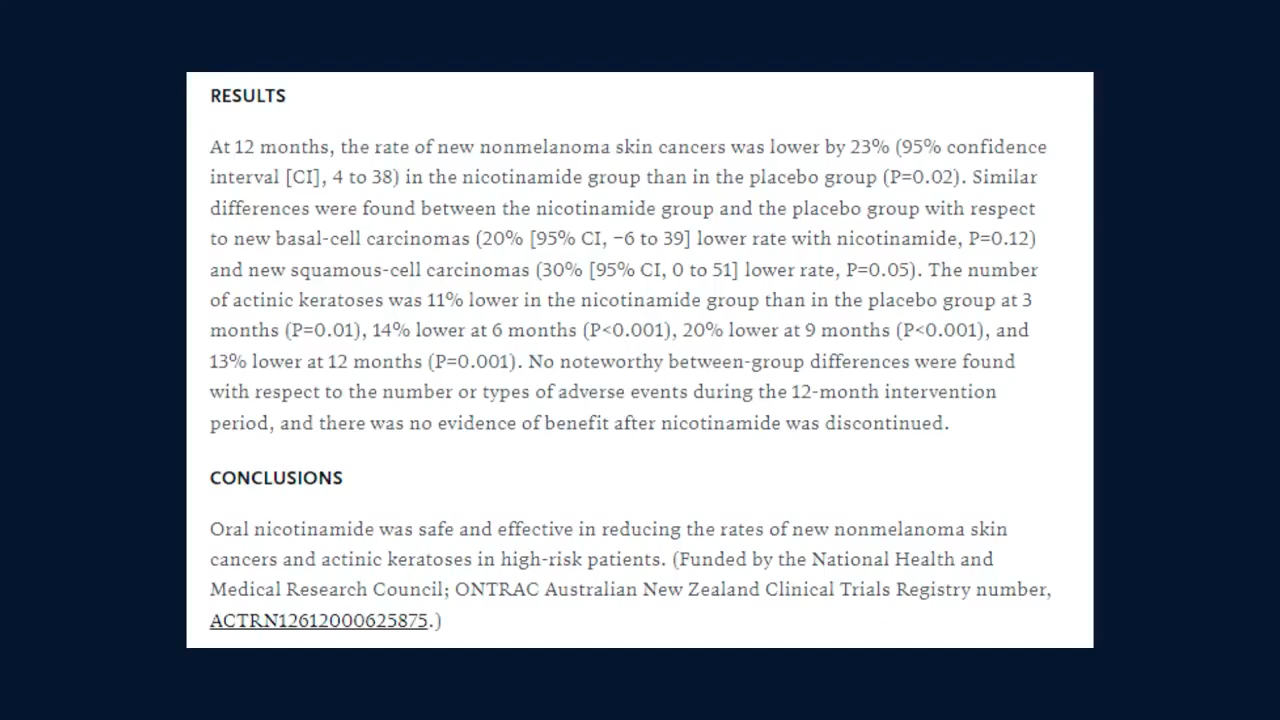 RESULTS
At 12 months, the rate of new nonmelanoma skin cancers was lower by 23% (95% confidence
interval [CI], 4 to 38) in the nicotinamide group than in the placebo group (P=0.02). Similar
differences were found between the nicotinamide group and the placebo group with respect
to new basal-cell carcinomas (20% [95% CI, −6 to 39] lower rate with nicotinamide, P=0.12)
and new squamous-cell carcinomas (30% [95% CI, 0 to 51] lower rate, P=0.05). The number
of actinic keratoses was 11% lower in the nicotinamide group than in the placebo group at 3
months (P=0.01), 14% lower at 6 months (P<0.001), 20% lower at 9 months (P<0.001), and
13% lower at 12 months (P=0.001). No noteworthy between-group differences were found
with respect to the number or types of adverse events during the 12-month intervention
period, and there was no evidence of benefit after nicotinamide was discontinued.
CONCLUSIONS
Oral nicotinamide was safe and effective in reducing the rates of new nonmelanoma skin
cancers and actinic keratoses in high-risk patients. (Funded by the National Health and
Medical Research Council; ONTRAC Australian New Zealand Clinical Trials Registry number,
ACTRN12612000625875.)